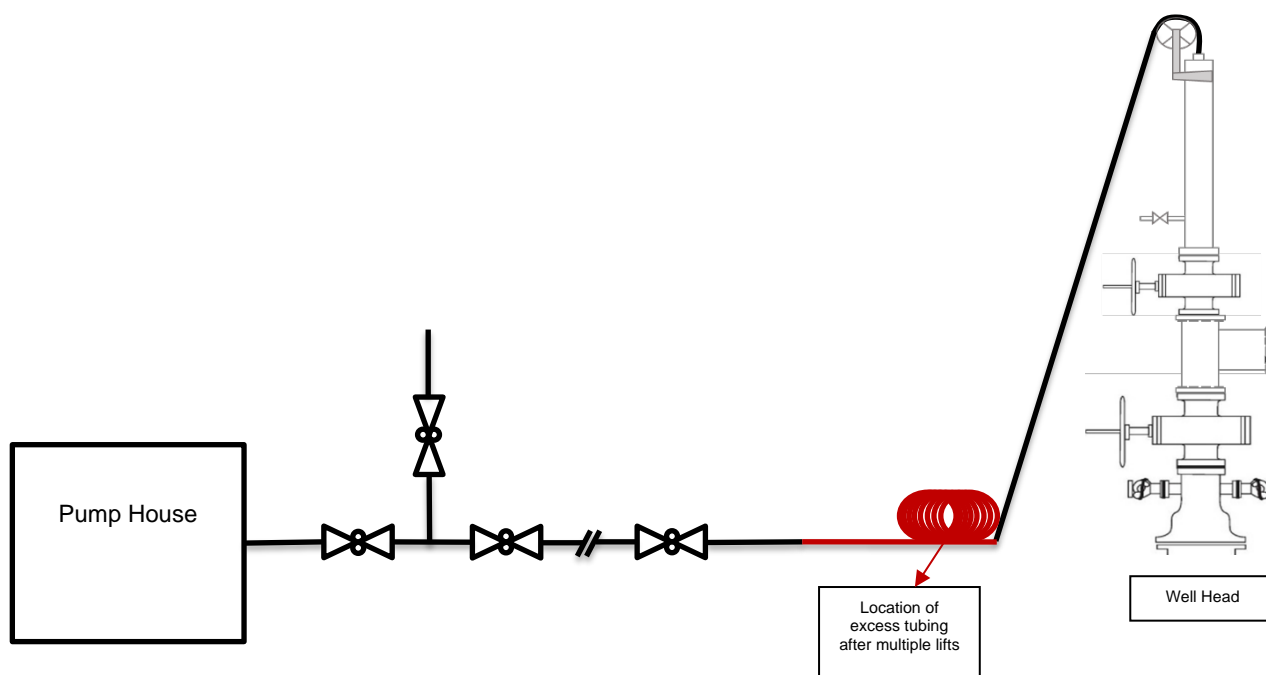 Pump House
Location of
excess tubing
after multiple lifts
Well Head